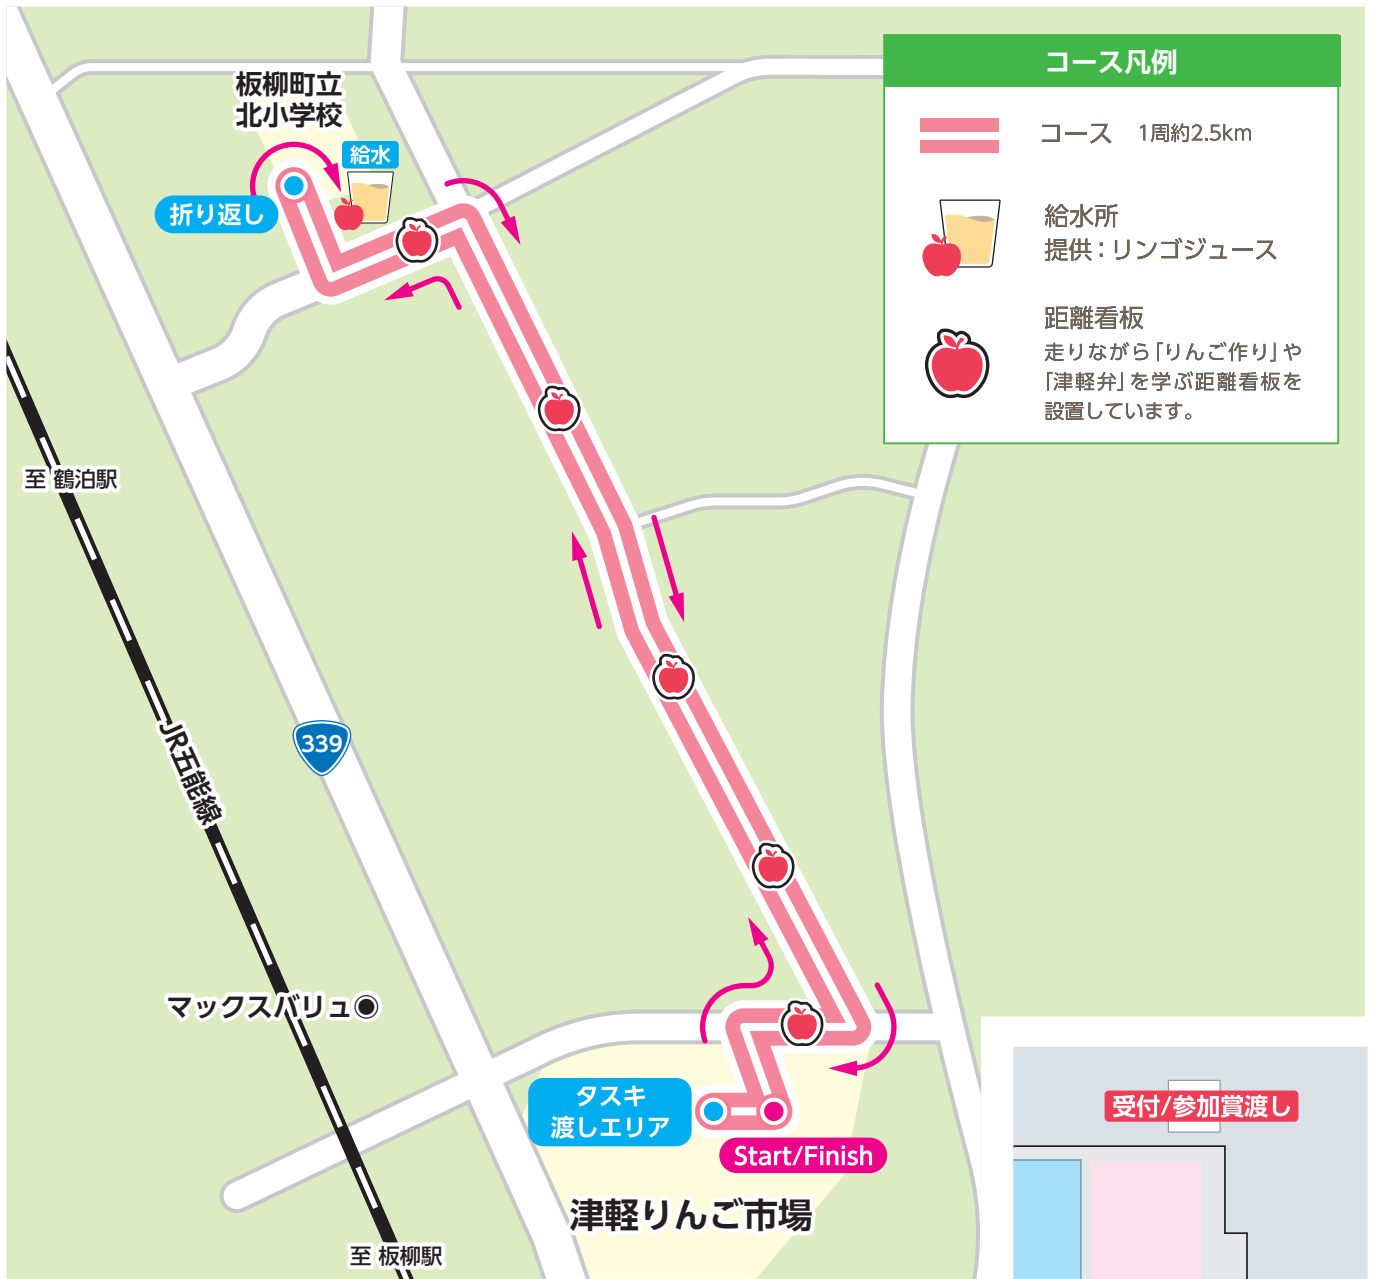 コース凡例
コース 1周約2.5km
給水所
提供：リンゴジュース
距離看板
走りながら「りんご作り」や
「津軽弁」を学ぶ距離看板を
設置しています。
板柳町立
北小学校
給水
折り返し
至 鶴泊駅
JR五能線
339
マックスバリュ
タスキ
渡しエリア
Start/Finish
津軽りんご市場
至 板柳駅
受付/参加賞渡し